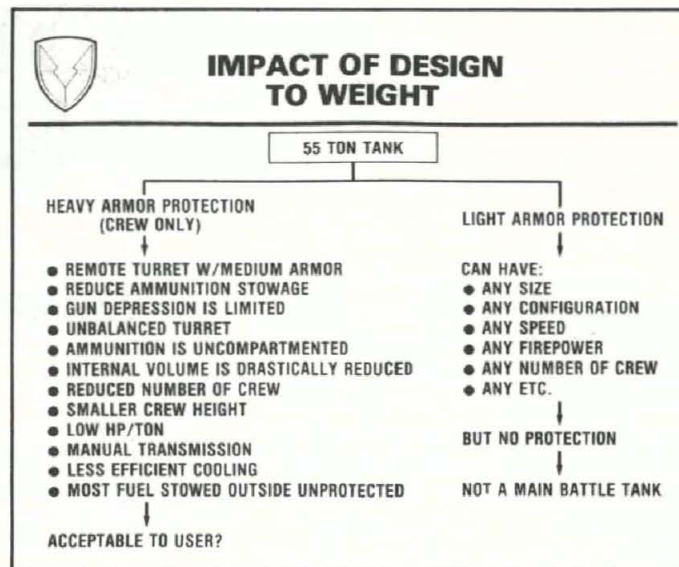 IMPACT OF DESIGN
TO WEIGHT
55 TON TANK
HEAVY ARMOR PROTECTION
(CREW ONLY)
● REMOTE TURRET W/MEDIUM ARMOR
● REDUCE AMMUNITION STOWAGE
● GUN DEPRESSION IS LIMITED
● UNBALANCED TURRET
● AMMUNITION IS UNCOMPARTMENTED
● INTERNAL VOLUME IS DRASTICALLY REDUCED
● REDUCED NUMBER OF CREW
● SMALLER CREW HEIGHT
● LOW HP/TON
● MANUAL TRANSMISSION
● LESS EFFICIENT COOLING
● MOST FUEL STOWED OUTSIDE UNPROTECTED
ACCEPTABLE TO USER?
LIGHT ARMOR PROTECTION
CAN HAVE:
● ANY SIZE
● ANY CONFIGURATION
● ANY SPEED
● ANY FIREPOWER
● ANY NUMBER OF CREW
● ANY ETC.
BUT NO PROTECTION
NOT A MAIN BATTLE TANK